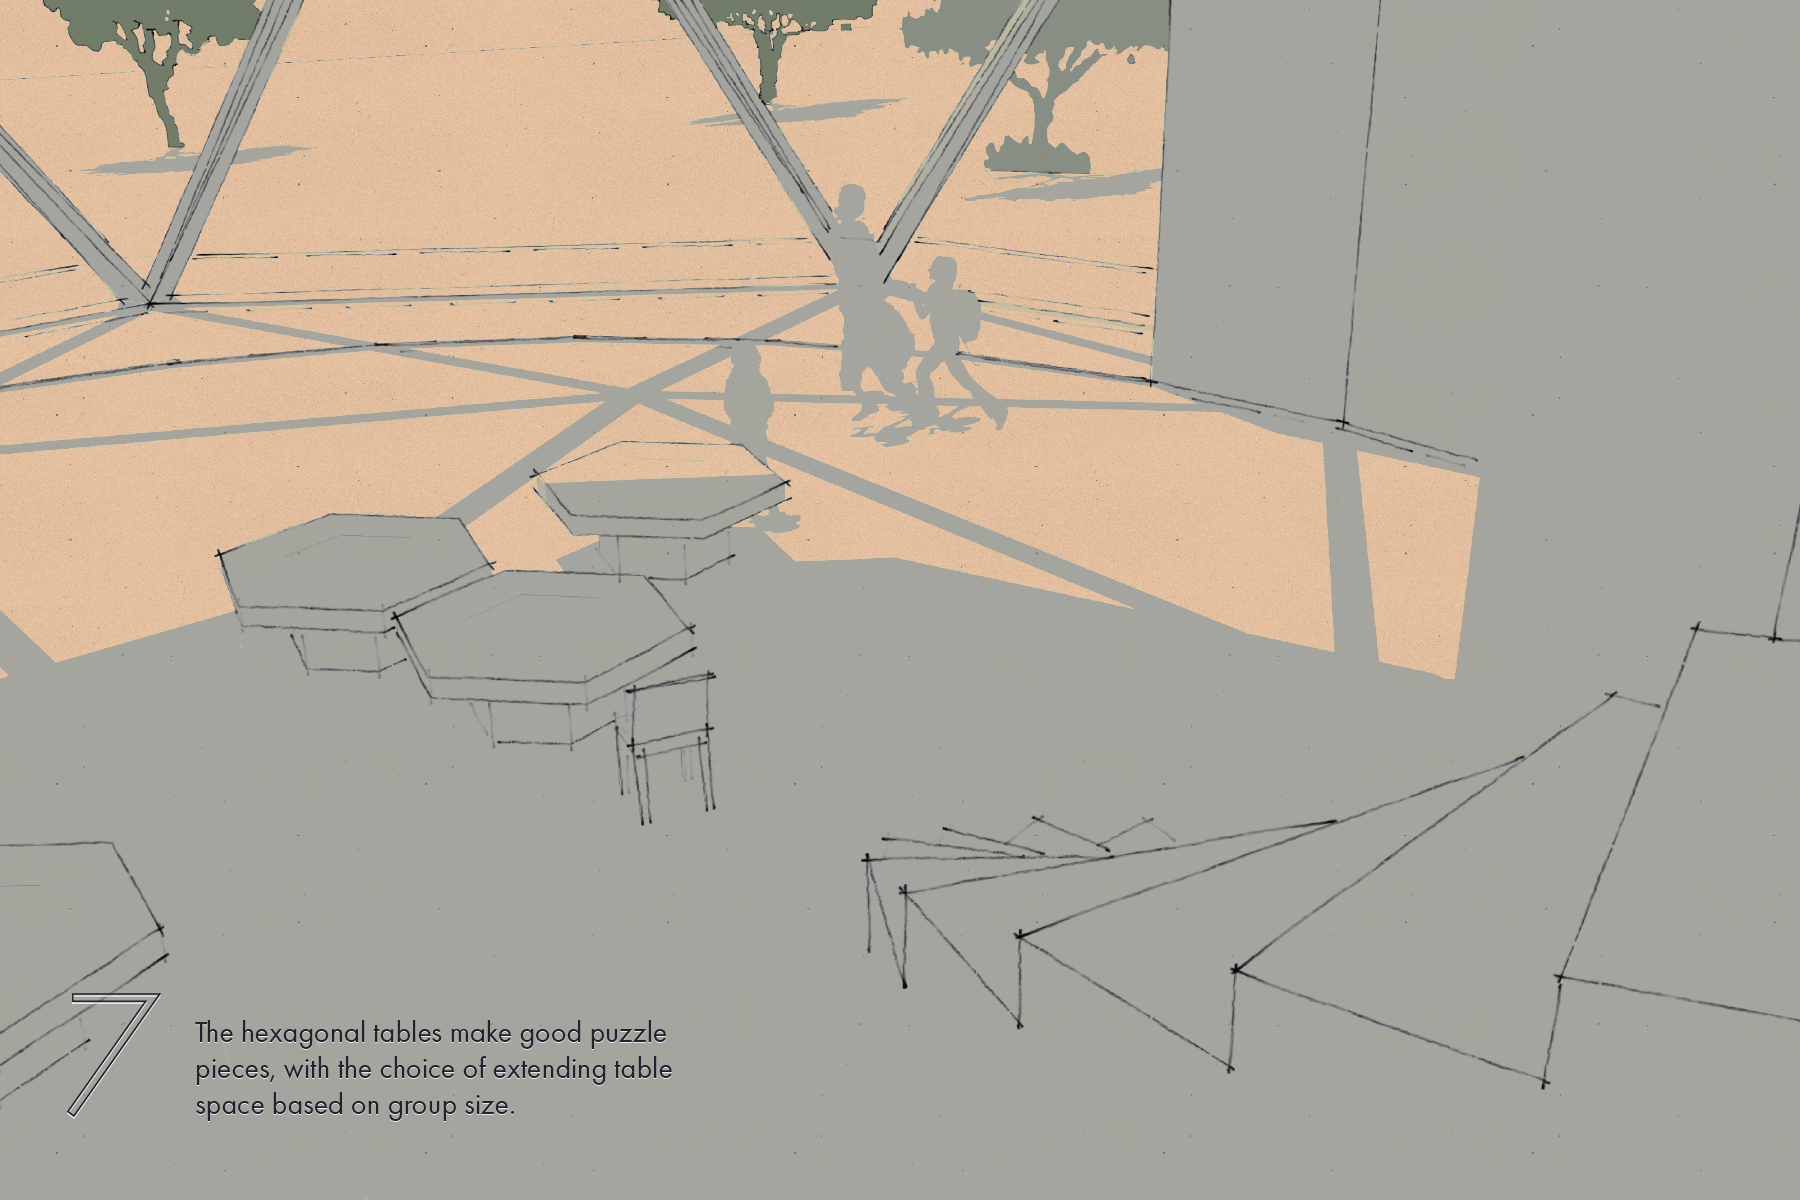 7
The hexagonal tables make good puzzle
pieces, with the choice of extending table
space based on group size.